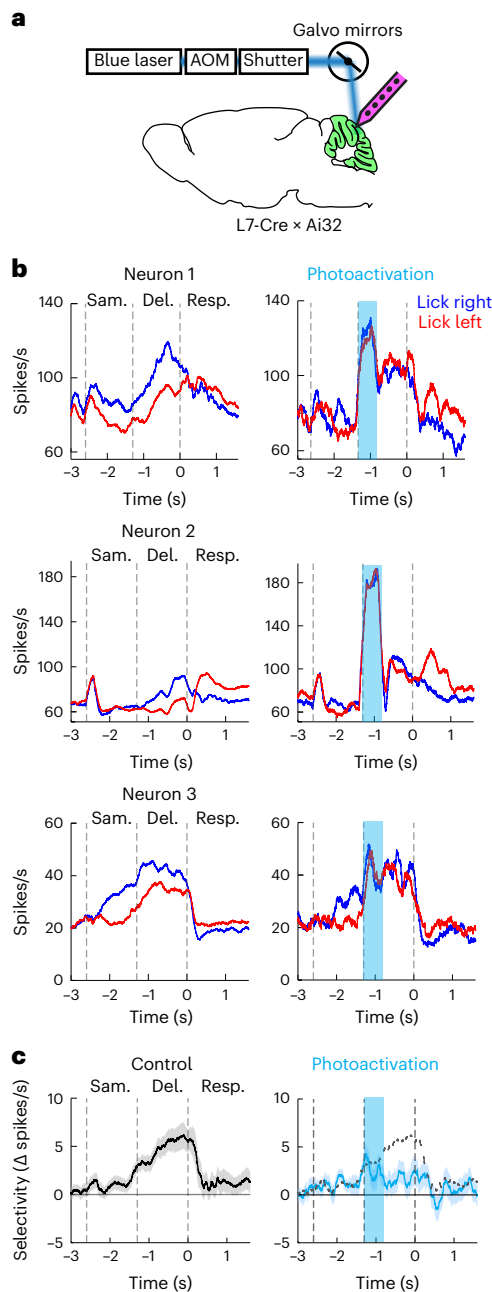 a
Galvo mirrors
Blue laser AOM Shutter
L7-Cre × Ai32
b
Neuron 1
Photoactivation
Sam. Del. Resp.
Lick right
Lick left
Spikes/s
140
100
60
–3 –2 –1 0 1
Time (s)
140
100
60
–3 –2 –1 0 1
Time (s)
Neuron 2
Sam. Del. Resp.
Spikes/s
180
140
100
60
–3 –2 –1 0 1
Time (s)
180
140
100
60
–3 –2 –1 0 1
Time (s)
Neuron 3
Sam. Del. Resp.
Spikes/s
60
40
20
0
–3 –2 –1 0 1
Time (s)
60
40
20
0
–3 –2 –1 0 1
Time (s)
c
Control
Photoactivation
Sam. Del. Resp.
Selectivity (Δ spikes/s)
10
5
0
–5
–3 –2 –1 0 1
Time (s)
10
5
0
–5
–3 –2 –1 0 1
Time (s)